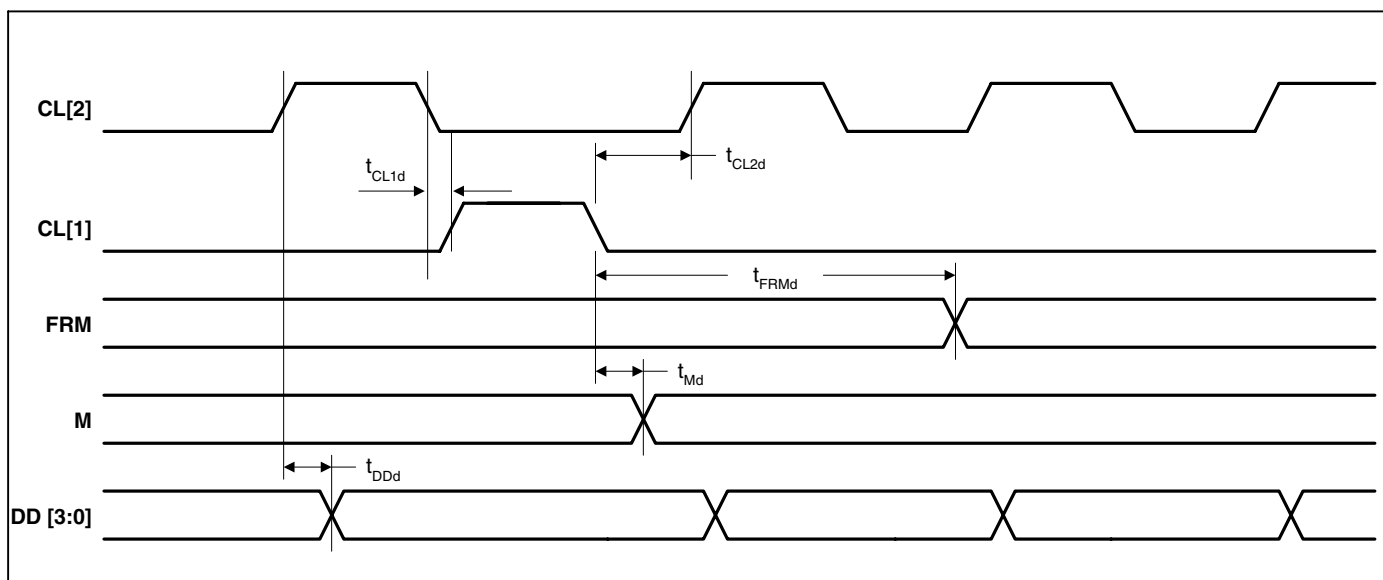 CL[2]
tCL2d
tCL1d
CL[1]
tFRMd
FRM
tMd
M
tDDd
DD [3:0]